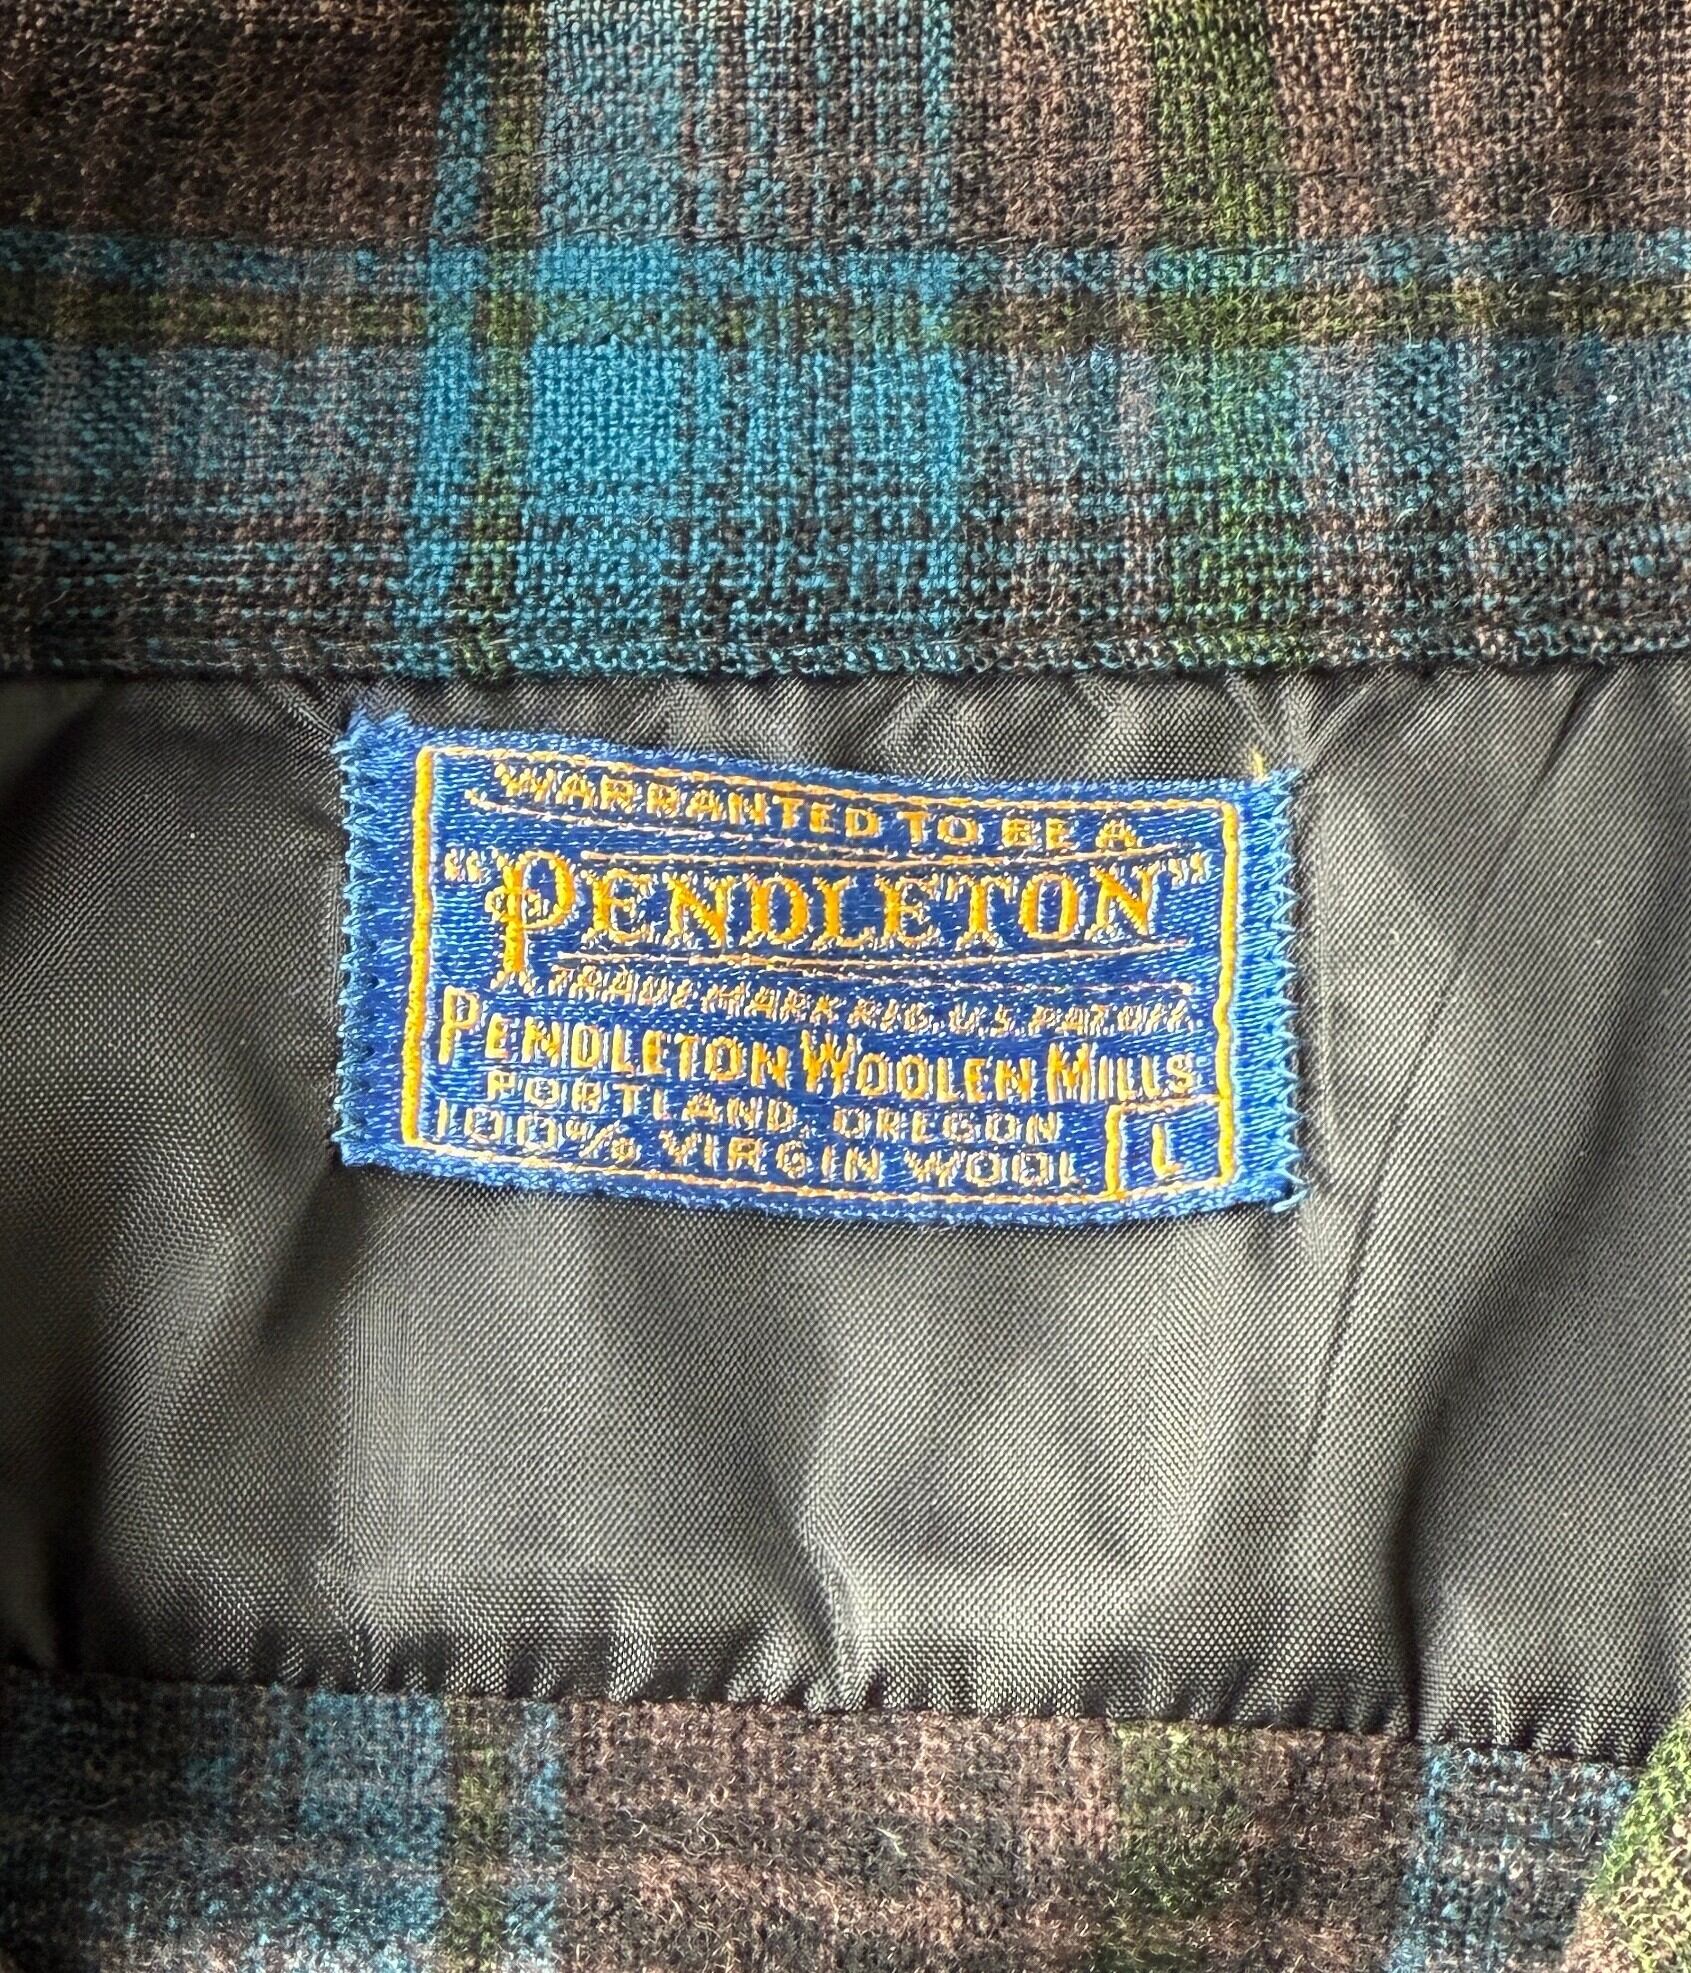 WARRANTED TO BE A
"PENDLETON"
TRADE MARK REG. U.S. PAT. OFF.
PENDLETON WOOLEN MILLS
PORTLAND, OREGON
100% VIRGIN WOOL L